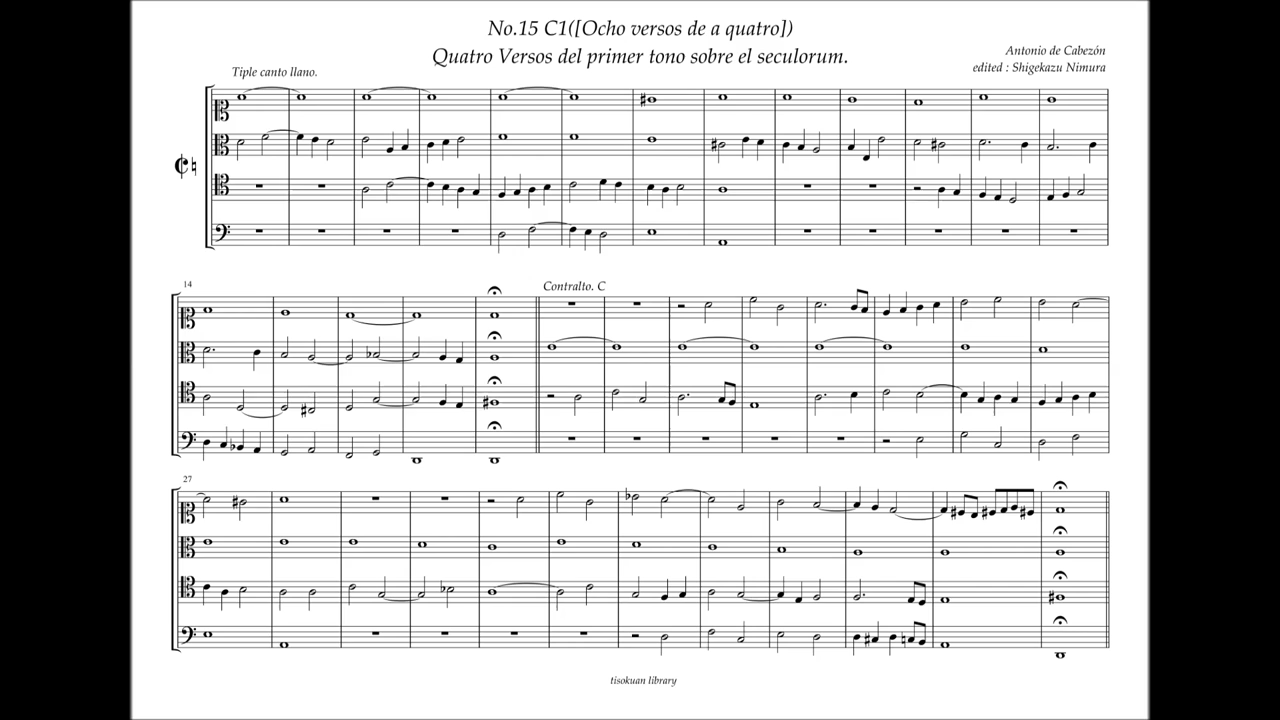 No.15 C1([Ocho versos de a quatro])
Quatro Versos del primer tono sobre el seculorum.
Antonio de Cabezón
edited : Shigekazu Nimura
Tiple canto llano.
14
Contralto. C
27
tisokuan library